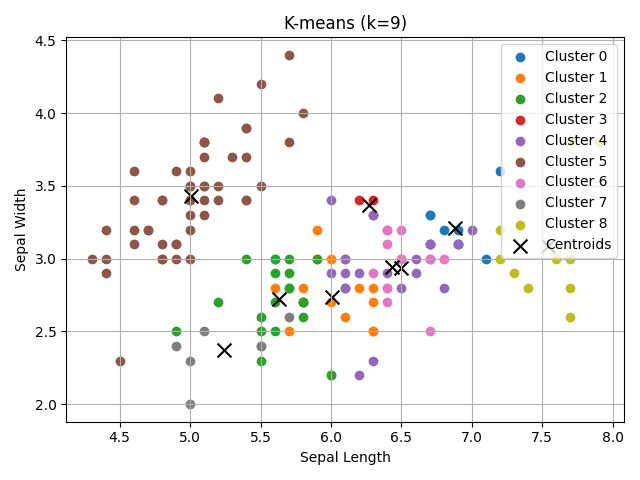 K-means (k=9)
4.5
4.0
3.5
3.0
2.5
2.0
Sepal Width
4.5
5.0
5.5
6.0
6.5
7.0
7.5
8.0
Sepal Length
Cluster 0
Cluster 1
Cluster 2
Cluster 3
Cluster 4
Cluster 5
Cluster 6
Cluster 7
Cluster 8
Centroids